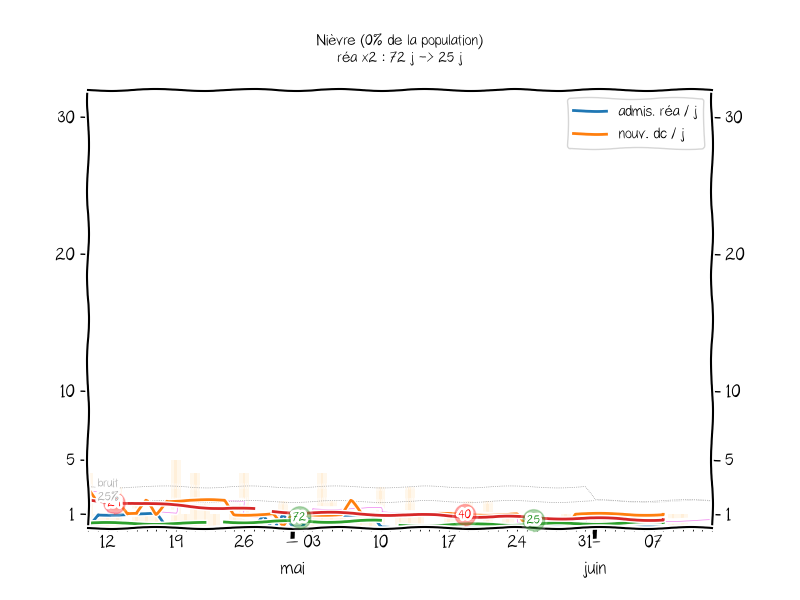 Nièvre (0% de la population)
réa x2 : 72 j -> 25 j
admis. réa / j
nouv. dc / j
30 30
20 20
10 10
5 5
1 1
bruit
25%
72
40
25
12 19 26 03 10 17 24 31 07
mai juin